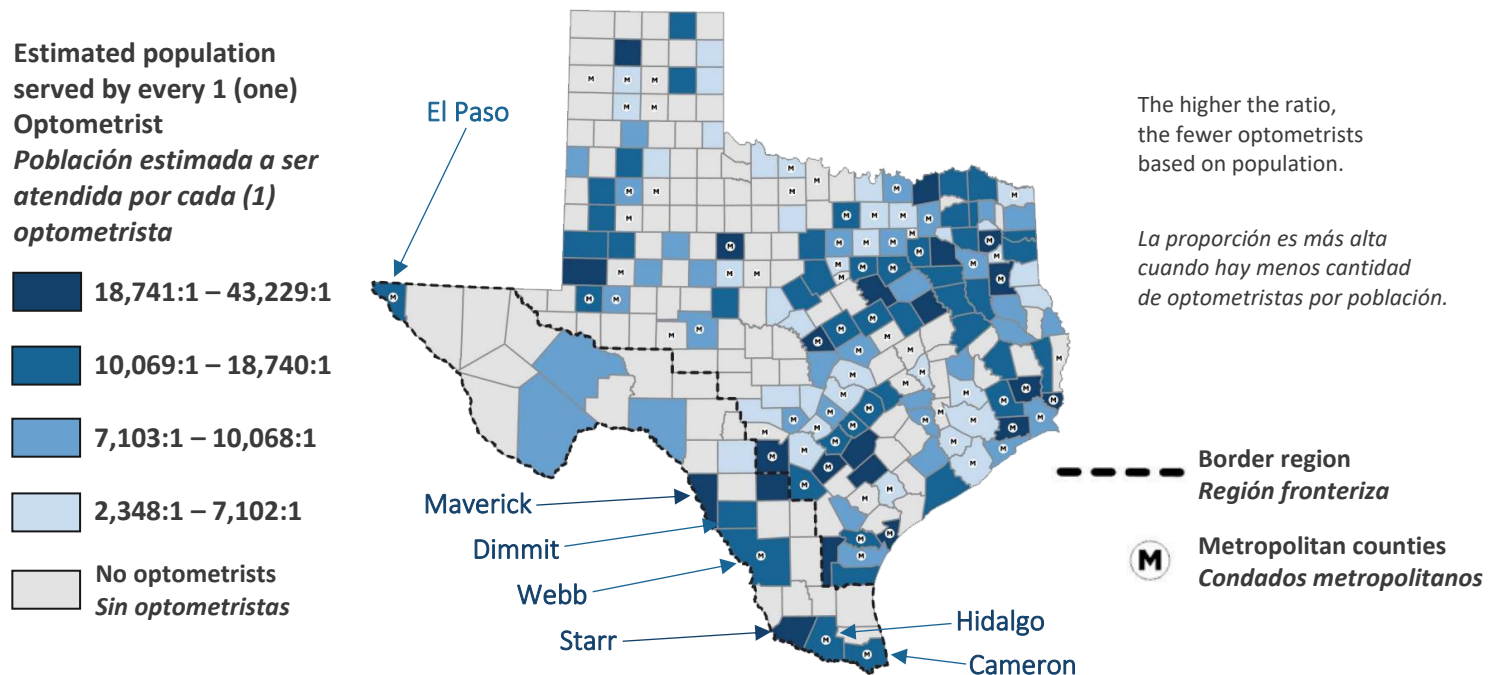 Estimated population
served by every 1 (one)
Optometrist
Población estimada a ser
atendida por cada (1)
optometrista
18,741:1 – 43,229:1
10,069:1 – 18,740:1
7,103:1 – 10,068:1
2,348:1 – 7,102:1
No optometrists
Sin optometristas
El Paso
Maverick
Dimmit
Webb
Starr
Hidalgo
Cameron
The higher the ratio,
the fewer optometrists
based on population.
La proporción es más alta
cuando hay menos cantidad
de optometristas por población.
Border region
Región fronteriza
M
Metropolitan counties
Condados metropolitanos